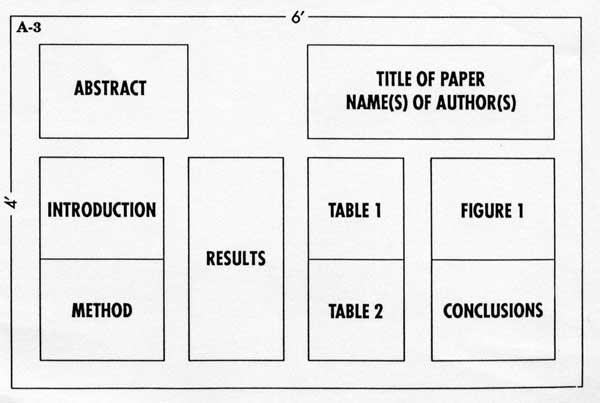 6'
A-3
ABSTRACT
TITLE OF PAPER
NAME(S) OF AUTHOR(S)
4'
INTRODUCTION
METHOD
RESULTS
TABLE 1
TABLE 2
FIGURE 1
CONCLUSIONS